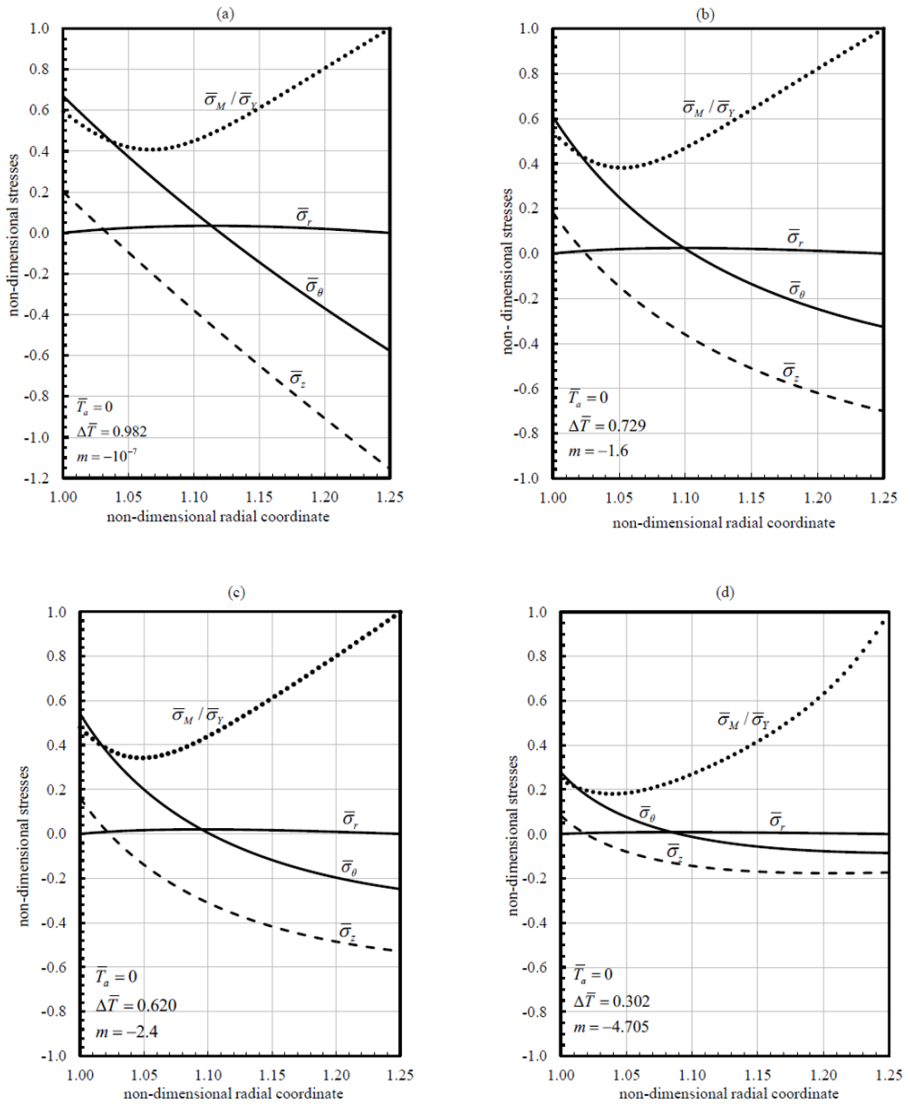 (a)
1.0
0.8
0.6
0.4
0.2
0.0
-0.2
-0.4
-0.6
-0.8
-1.0
-1.2
non-dimensional stresses
σ̅_M / σ̅_Y
σ̅_r
σ̅_θ
σ̅_z
T̅_a = 0
ΔT̅ = 0.982
m = −10⁻⁷
1.00 1.05 1.10 1.15 1.20 1.25
non-dimensional radial coordinate
(b)
1.0
0.8
0.6
0.4
0.2
0.0
-0.2
-0.4
-0.6
-0.8
-1.0
non- dimensional stresses
σ̅_M / σ̅_Y
σ̅_r
σ̅_θ
σ̅_z
T̅_a = 0
ΔT̅ = 0.729
m = −1.6
1.00 1.05 1.10 1.15 1.20 1.25
non-dimensional radial coordinate
(c)
1.0
0.8
0.6
0.4
0.2
0.0
-0.2
-0.4
-0.6
-0.8
-1.0
non-dimensional stresses
σ̅_M / σ̅_Y
σ̅_r
σ̅_θ
σ̅_z
T̅_a = 0
ΔT̅ = 0.620
m = −2.4
1.00 1.05 1.10 1.15 1.20 1.25
non-dimensional radial coordinate
(d)
1.0
0.8
0.6
0.4
0.2
0.0
-0.2
-0.4
-0.6
-0.8
-1.0
non-dimensional stresses
σ̅_M / σ̅_Y
σ̅_θ
σ̅_r
σ̅_z
T̅_a = 0
ΔT̅ = 0.302
m = −4.705
1.00 1.05 1.10 1.15 1.20 1.25
non-dimensional radial coordinate